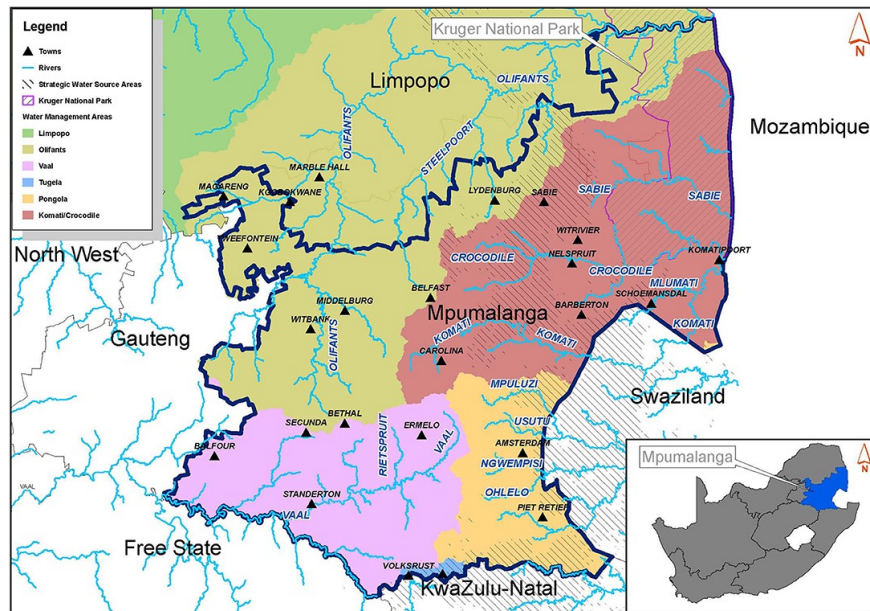 Legend
Towns
Rivers
Strategic Water Source Areas
Kruger National Park
Water Management Areas
Limpopo
Olifants
Vaal
Tugela
Pongola
Komati/Crocodile
Kruger National Park
N
Limpopo
OLIFANTS
Mozambique
OLIFANTS
STEELPOORT
MARBLE HALL
MAGARENG
LYDENBURG
SABIE
SABIE
SABIE
North West
WITRIVIER
KOMATIPOORT
CROCODILE
NELSPRUIT
CROCODILE
MLUMATI
BELFAST
SCHOEMANSDAL
MIDDELBURG
Mpumalanga
BARBERTON
WITBANK
Gauteng
OLIFANTS
KOMATI
KOMATI
KOMATI
CAROLINA
MPULUZI
Swaziland
BETHAL
USUTU
SECUNDA
ERMELO
RIETSPRUIT
VAAL
BALFOUR
AMSTERDAM
NGWEMPISI
VAAL
OHLELO
STANDERTON
VAAL
PIET RETIEF
Free State
VOLKSRUST
KwaZulu-Natal
Mpumalanga
N